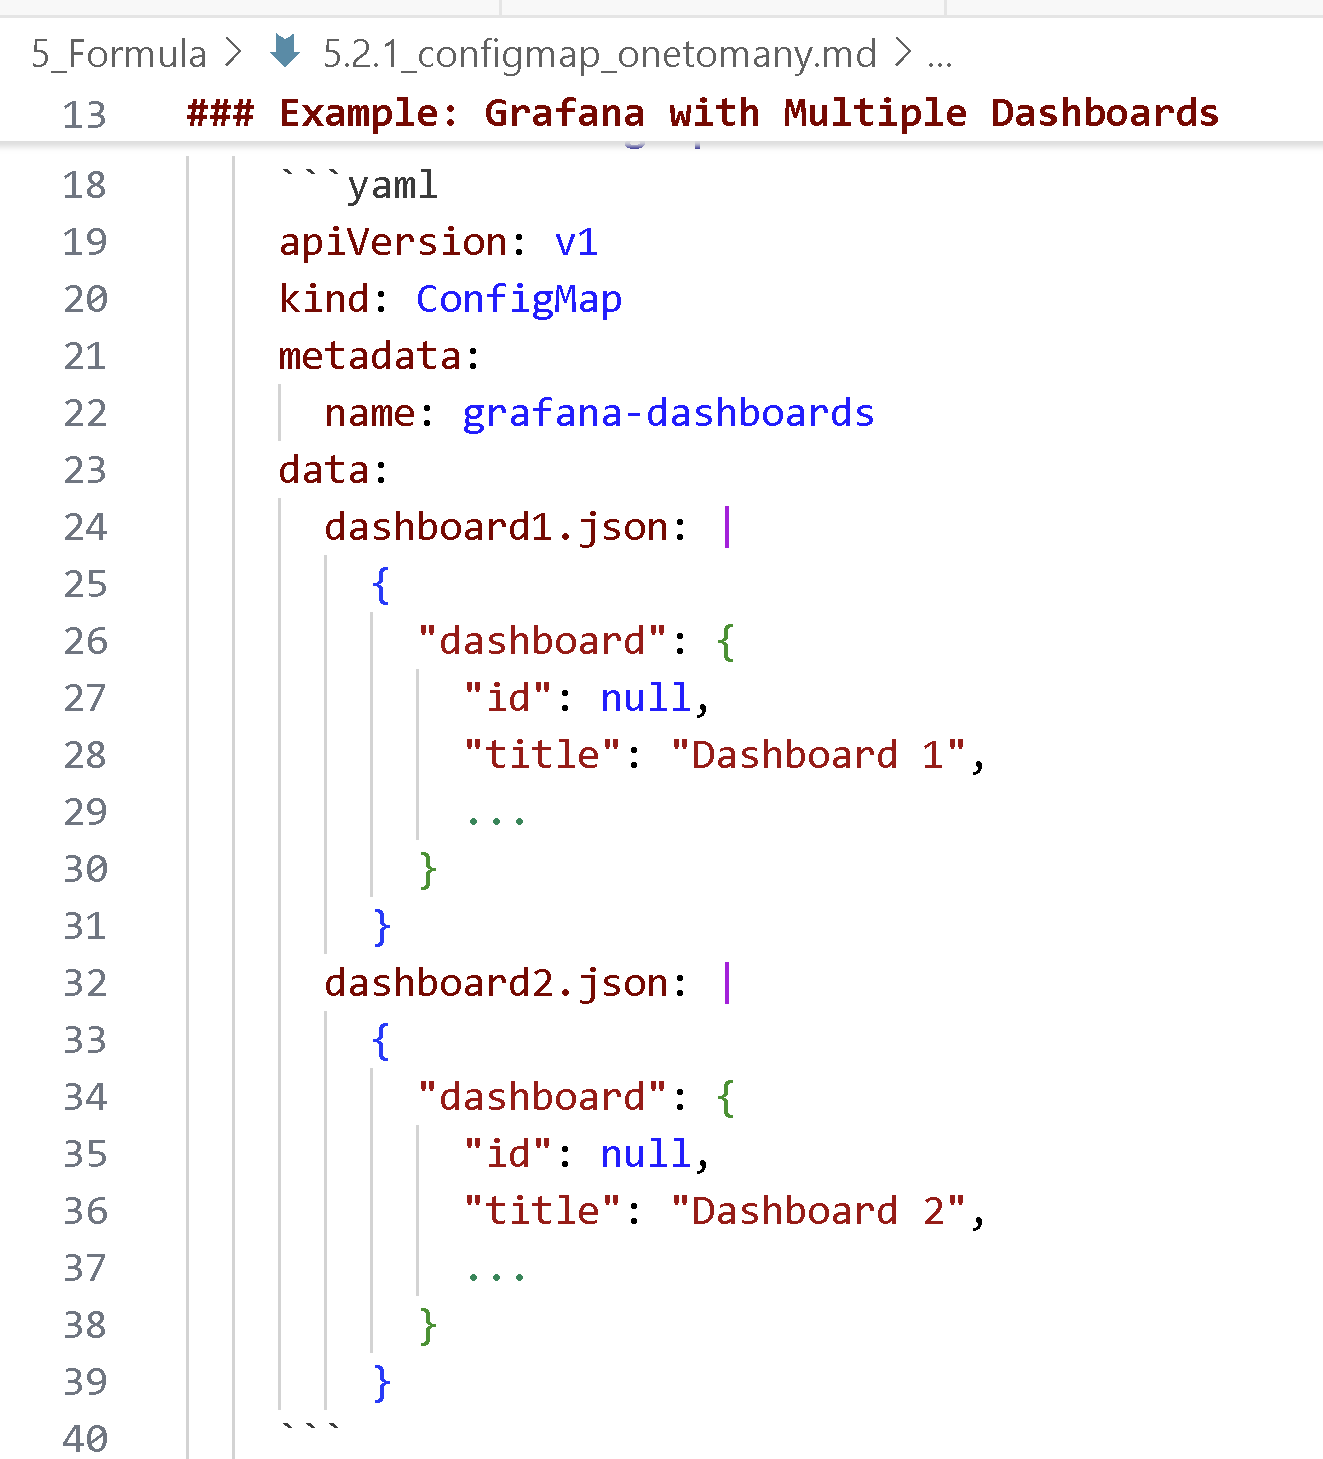 5_Formula > 5.2.1_configmap_onetomany.md > ...
13 ### Example: Grafana with Multiple Dashboards
18 ```yaml
19 apiVersion: v1
20 kind: ConfigMap
21 metadata:
22 name: grafana-dashboards
23 data:
24 dashboard1.json: |
25 {
26 "dashboard": {
27 "id": null,
28 "title": "Dashboard 1",
29 ...
30 }
31 }
32 dashboard2.json: |
33 {
34 "dashboard": {
35 "id": null,
36 "title": "Dashboard 2",
37 ...
38 }
39 }
40 ```